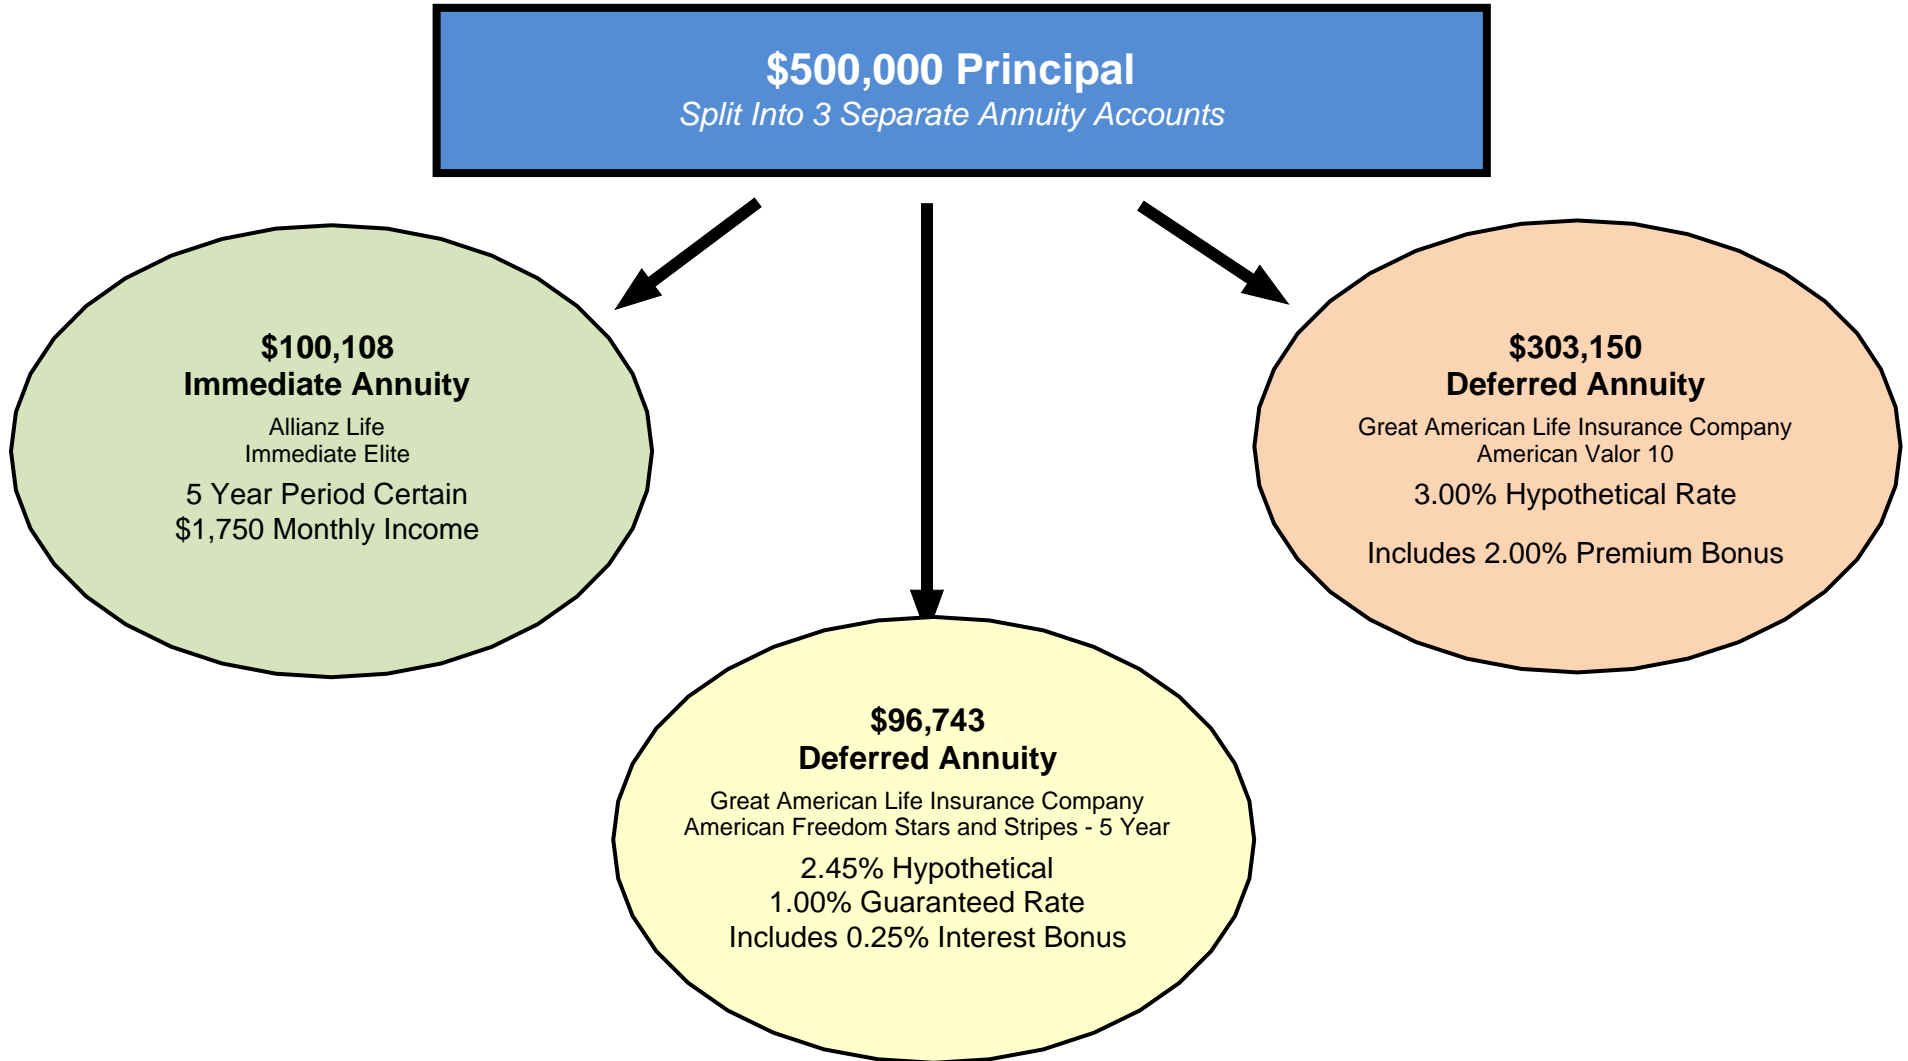 $500,000 Principal
Split Into 3 Separate Annuity Accounts
$100,108
Immediate Annuity
Allianz Life
Immediate Elite
5 Year Period Certain
$1,750 Monthly Income
$303,150
Deferred Annuity
Great American Life Insurance Company
American Valor 10
3.00% Hypothetical Rate
Includes 2.00% Premium Bonus
$96,743
Deferred Annuity
Great American Life Insurance Company
American Freedom Stars and Stripes - 5 Year
2.45% Hypothetical
1.00% Guaranteed Rate
Includes 0.25% Interest Bonus